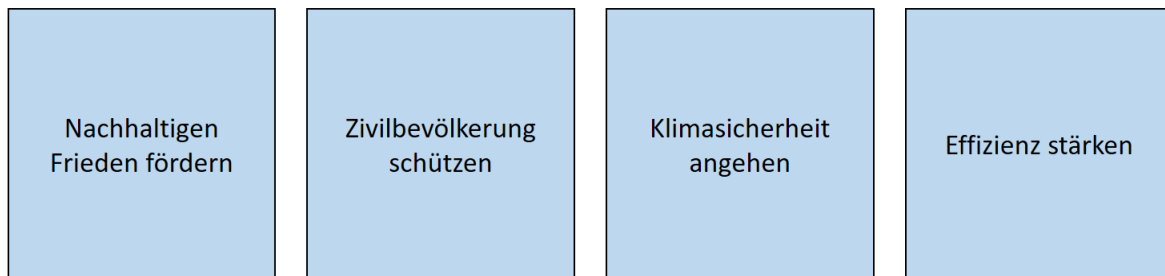 Nachhaltigen
Frieden fördern
Zivilbevölkerung
schützen
Klimasicherheit
angehen
Effizienz stärken